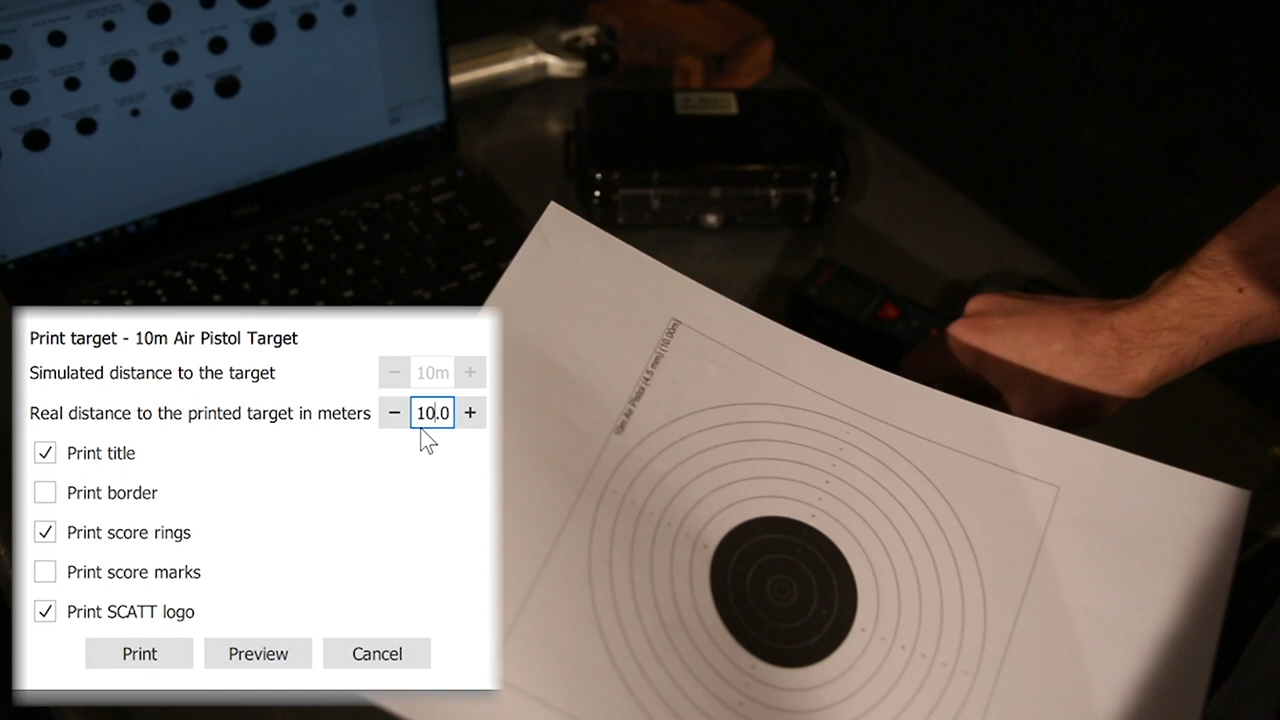 Print target - 10m Air Pistol Target
Simulated distance to the target
− 10m +
Real distance to the printed target in meters
− 10.0 +
Print title
Print border
Print score rings
Print score marks
Print SCATT logo
Print Preview Cancel
10m Air Pistol (4.5 mm) (10.00m)